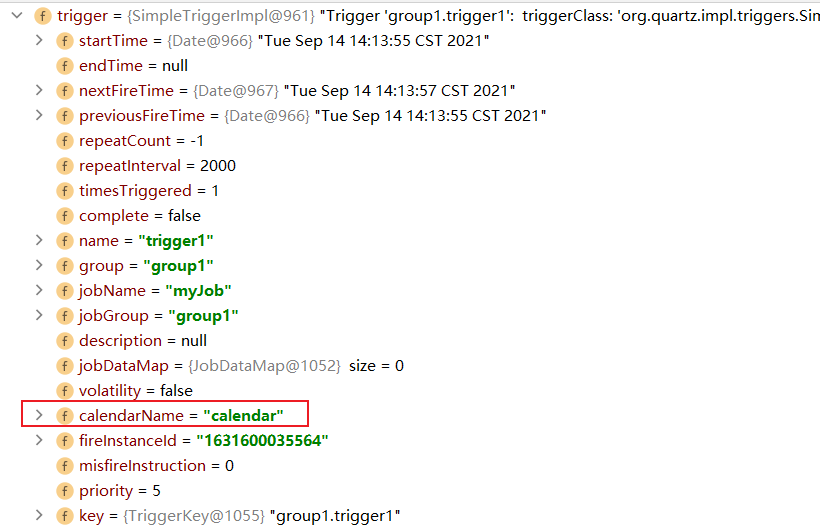 trigger = {SimpleTriggerImpl@961} "Trigger 'group1.trigger1':  triggerClass: 'org.quartz.impl.triggers.Sim
f startTime = {Date@966} "Tue Sep 14 14:13:55 CST 2021"
f endTime = null
f nextFireTime = {Date@967} "Tue Sep 14 14:13:57 CST 2021"
f previousFireTime = {Date@966} "Tue Sep 14 14:13:55 CST 2021"
f repeatCount = -1
f repeatInterval = 2000
f timesTriggered = 1
f complete = false
f name = "trigger1"
f group = "group1"
f jobName = "myJob"
f jobGroup = "group1"
f description = null
f jobDataMap = {JobDataMap@1052}  size = 0
f volatility = false
f calendarName = "calendar"
f fireInstanceId = "1631600035564"
f misfireInstruction = 0
f priority = 5
f key = {TriggerKey@1055} "group1.trigger1"